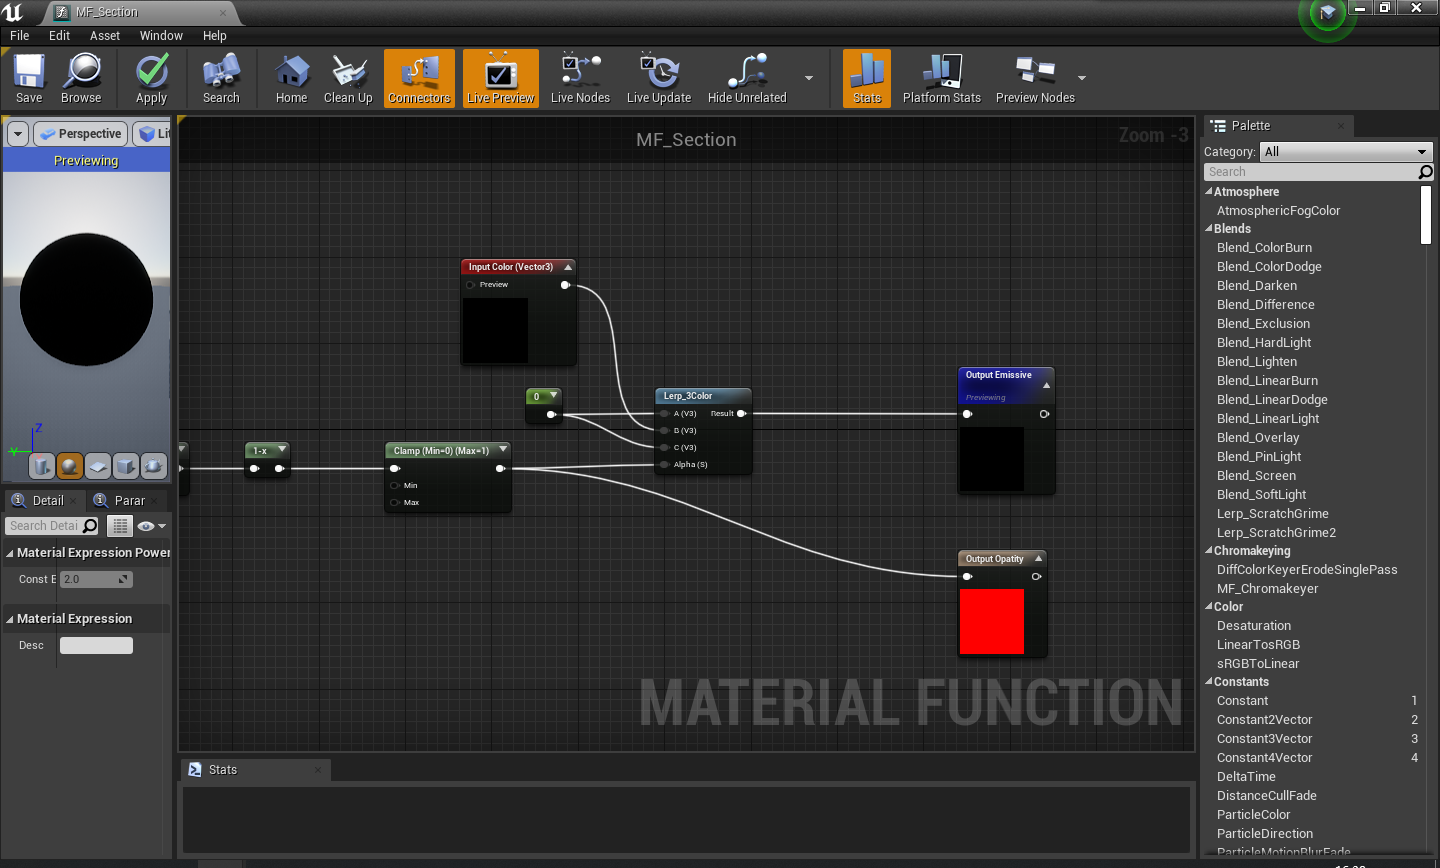 MF_Section
File Edit Asset Window Help
Save Browse Apply Search Home Clean Up Connectors Live Preview Live Nodes Live Update Hide Unrelated Stats Platform Stats Preview Nodes
Perspective Lit
Previewing
Z
Y
Detail Parar
Search Detai
Material Expression Power
Const E 2.0
Material Expression
Desc
MF_Section
Zoom -3
Input Color (Vector3)
Preview
0
Lerp_3Color
A (V3) Result
B (V3)
C (V3)
Alpha (S)
1-x
Clamp (Min=0) (Max=1)
Min
Max
Output Emissive
Previewing
Output Opatity
MATERIAL FUNCTION
Stats
Palette
Category: All
Search
Atmosphere
AtmosphericFogColor
Blends
Blend_ColorBurn
Blend_ColorDodge
Blend_Darken
Blend_Difference
Blend_Exclusion
Blend_HardLight
Blend_Lighten
Blend_LinearBurn
Blend_LinearDodge
Blend_LinearLight
Blend_Overlay
Blend_PinLight
Blend_Screen
Blend_SoftLight
Lerp_ScratchGrime
Lerp_ScratchGrime2
Chromakeying
DiffColorKeyerErodeSinglePass
MF_Chromakeyer
Color
Desaturation
LinearTosRGB
sRGBToLinear
Constants
Constant 1
Constant2Vector 2
Constant3Vector 3
Constant4Vector 4
DeltaTime
DistanceCullFade
ParticleColor
ParticleDirection
ParticleMotionBlurFade